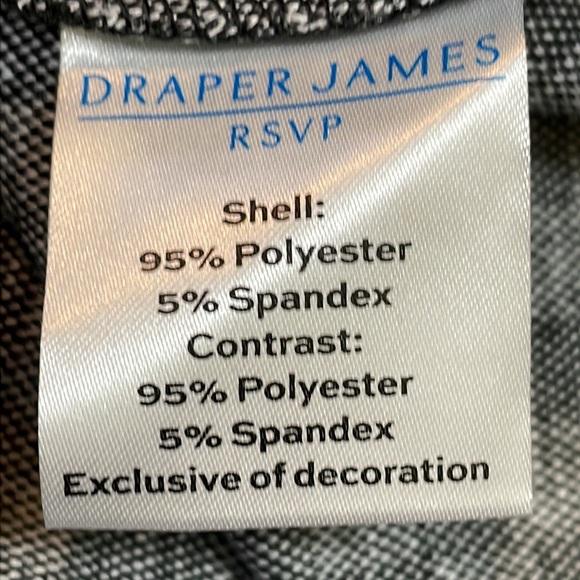 DRAPER JAMES
RSVP
Shell:
95% Polyester
5% Spandex
Contrast:
95% Polyester
5% Spandex
Exclusive of decoration